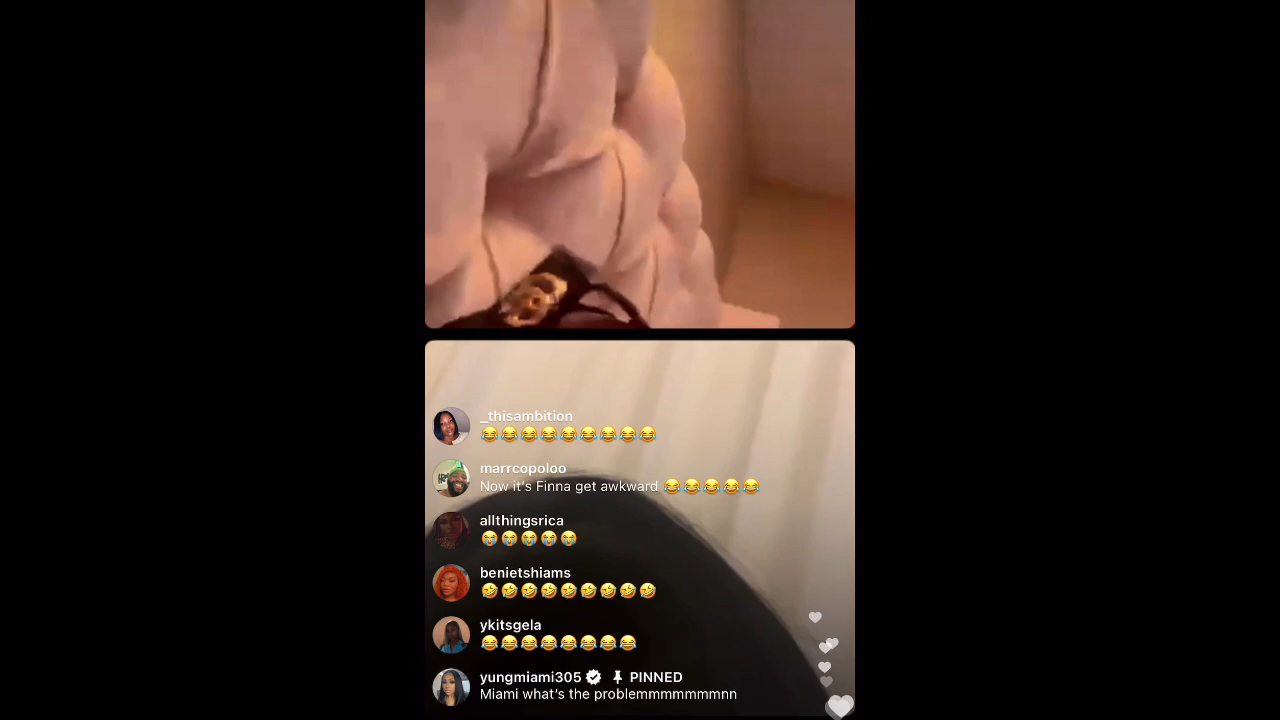 _thisambition
😂😂😂😂😂😂😂😂😂
marrcopoloo
Now it's Finna get awkward 😂😂😂😂😂
allthingsrica
😭😭😭😭😭
benietshiams
🤣🤣🤣🤣🤣🤣🤣🤣🤣
ykitsgela
😂😂😂😂😂😂😂😂
yungmiami305 PINNED
Miami what's the problemmmmmmmnn